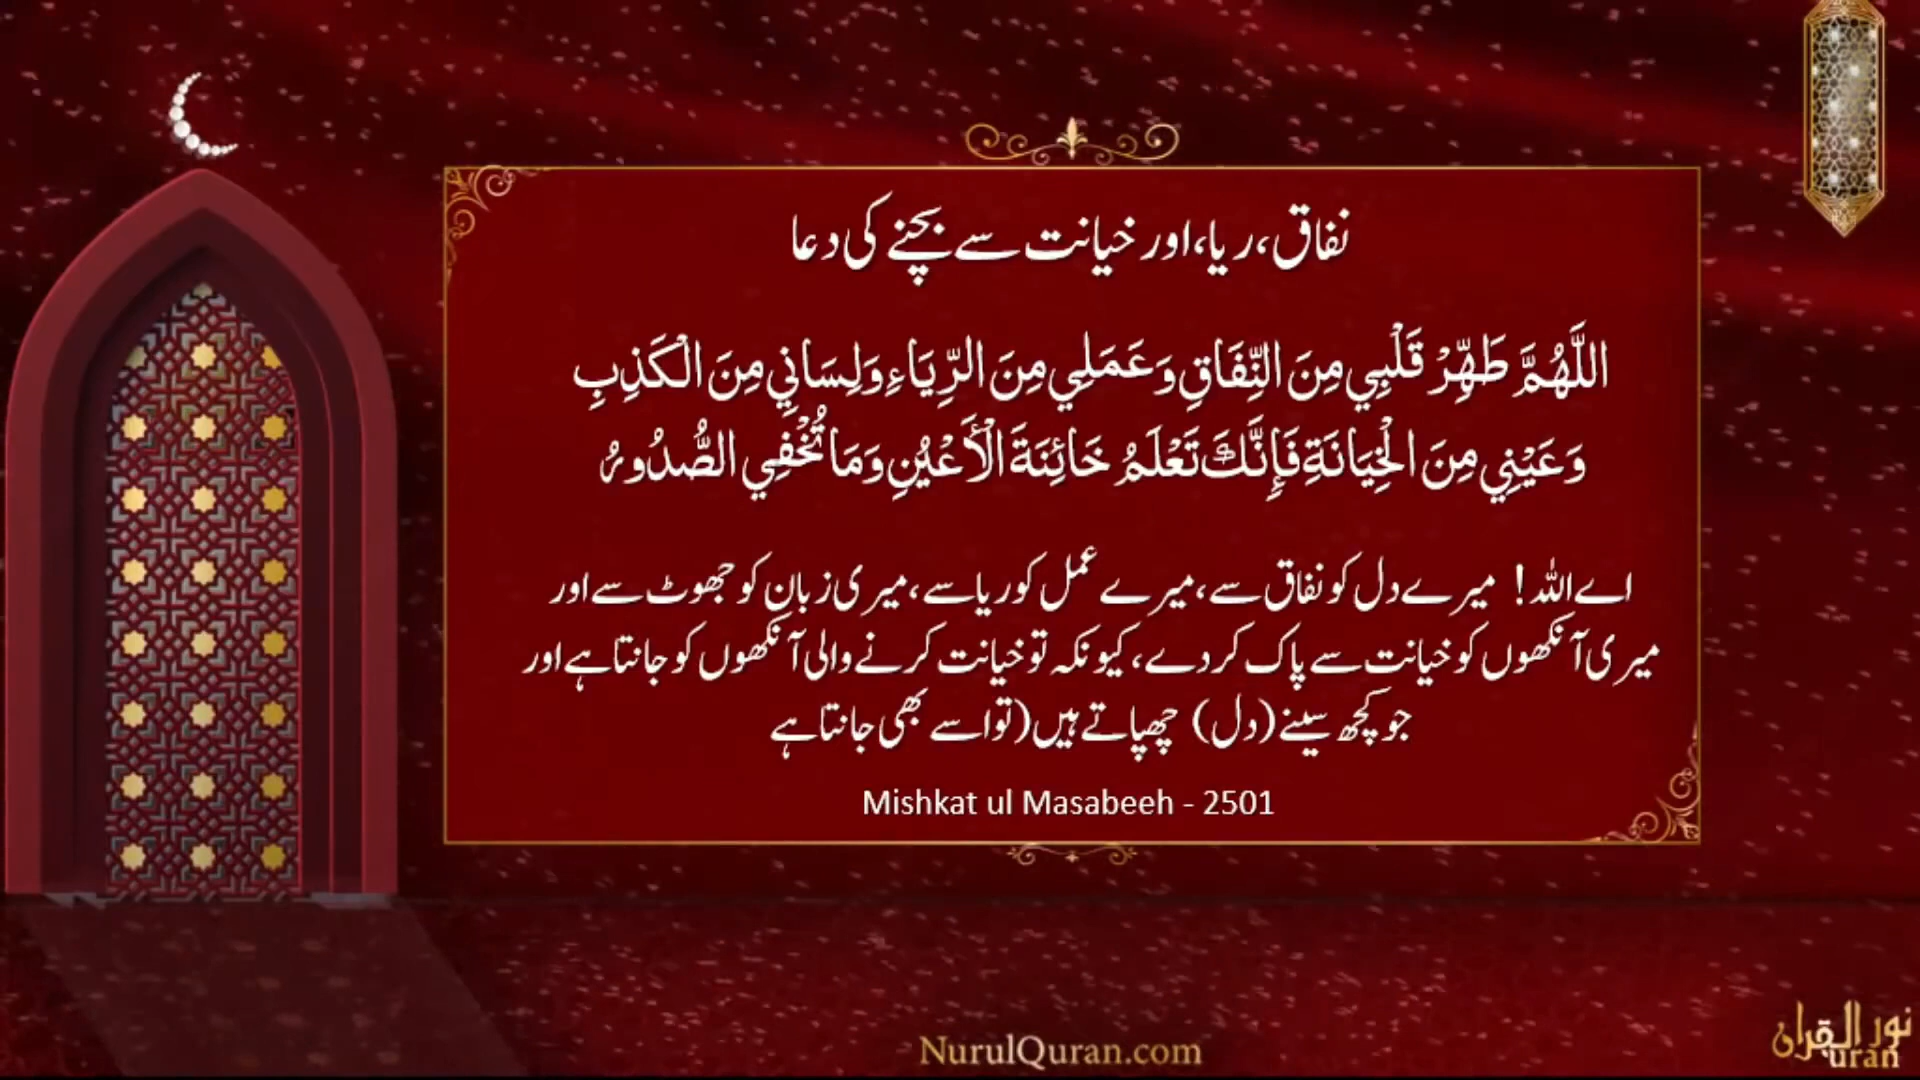 نفاق،ریا،اور خیانت سے بچنے کی دعا
اللَّهُمَّ طَهِّرْ قَلْبِي مِنَ النِّفَاقِ وَعَمَلِي مِنَ الرِّيَاءِ وَلِسَانِي مِنَ الْكَذِبِ
وَعَيْنِي مِنَ الْخِيَانَةِ فَإِنَّكَ تَعْلَمُ خَائِنَةَ الْأَعْيُنِ وَمَا تُخْفِي الصُّدُورُ
اے اللہ! میرے دل کو نفاق سے،میرے عمل کو ریا سے،میری زبان کو جھوٹ سے اور
میری آنکھوں کو خیانت سے پاک کر دے، کیونکہ تو خیانت کرنے والی آنکھوں کو جانتا ہے اور
جو کچھ سینے (دل) چھپاتے ہیں(تو اسے بھی جانتا ہے
Mishkat ul Masabeeh - 2501
NurulQuran.com
نور القرآن
uran